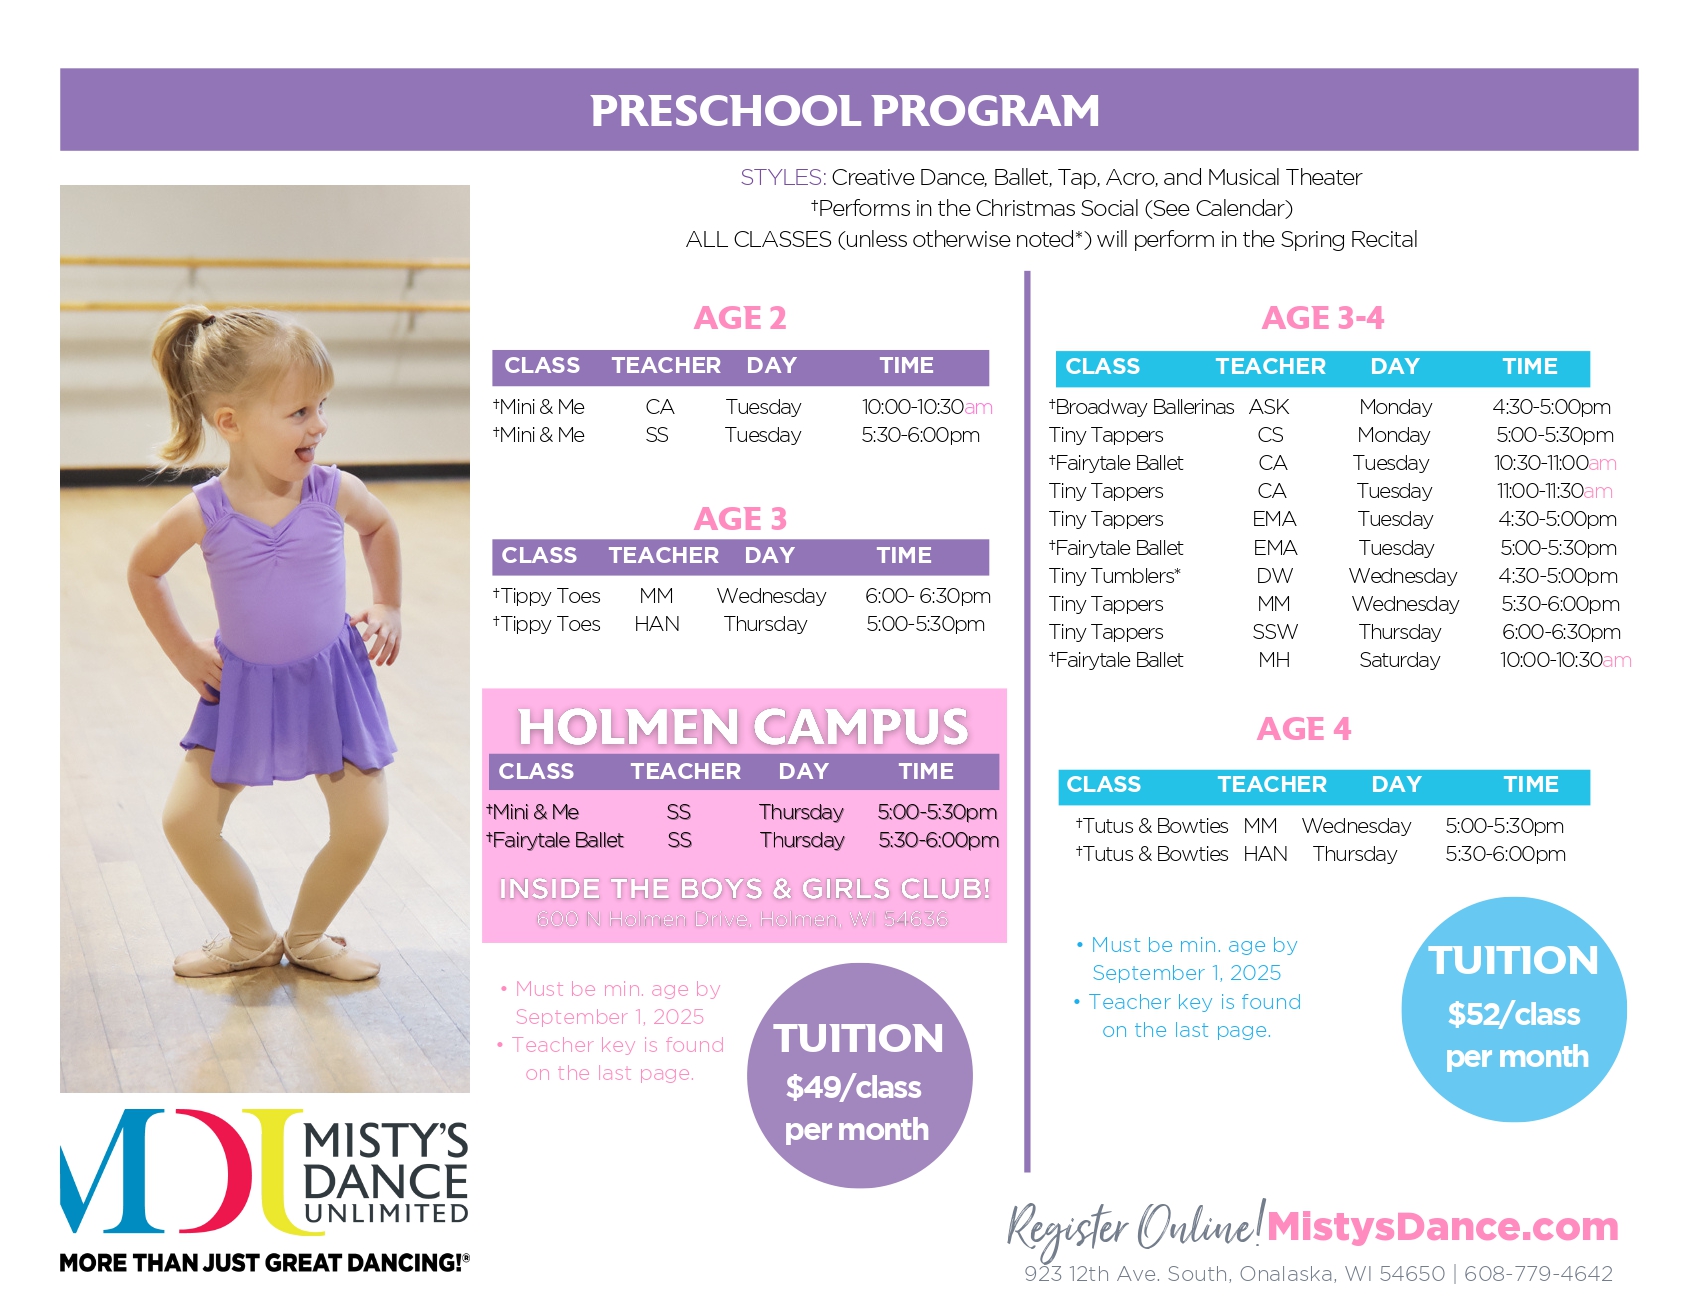 PRESCHOOL PROGRAM
STYLES: Creative Dance, Ballet, Tap, Acro, and Musical Theater
†Performs in the Christmas Social (See Calendar)
ALL CLASSES (unless otherwise noted*) will perform in the Spring Recital
AGE 2
CLASS TEACHER DAY TIME
†Mini & Me CA Tuesday 10:00-10:30am
†Mini & Me SS Tuesday 5:30-6:00pm
AGE 3
CLASS TEACHER DAY TIME
†Tippy Toes MM Wednesday 6:00- 6:30pm
†Tippy Toes HAN Thursday 5:00-5:30pm
HOLMEN CAMPUS
CLASS TEACHER DAY TIME
†Mini & Me SS Thursday 5:00-5:30pm
†Fairytale Ballet SS Thursday 5:30-6:00pm
INSIDE THE BOYS & GIRLS CLUB!
600 N Holmen Drive, Holmen, WI 54636
• Must be min. age by
September 1, 2025
• Teacher key is found
on the last page.
TUITION
$49/class
per month
AGE 3-4
CLASS TEACHER DAY TIME
†Broadway Ballerinas ASK Monday 4:30-5:00pm
Tiny Tappers CS Monday 5:00-5:30pm
†Fairytale Ballet CA Tuesday 10:30-11:00am
Tiny Tappers CA Tuesday 11:00-11:30am
Tiny Tappers EMA Tuesday 4:30-5:00pm
†Fairytale Ballet EMA Tuesday 5:00-5:30pm
Tiny Tumblers* DW Wednesday 4:30-5:00pm
Tiny Tappers MM Wednesday 5:30-6:00pm
Tiny Tappers SSW Thursday 6:00-6:30pm
†Fairytale Ballet MH Saturday 10:00-10:30am
AGE 4
CLASS TEACHER DAY TIME
†Tutus & Bowties MM Wednesday 5:00-5:30pm
†Tutus & Bowties HAN Thursday 5:30-6:00pm
• Must be min. age by
September 1, 2025
• Teacher key is found
on the last page.
TUITION
$52/class
per month
MDU MISTY'S
DANCE
UNLIMITED
MORE THAN JUST GREAT DANCING!®
Register Online! MistysDance.com
923 12th Ave. South, Onalaska, WI 54650 | 608-779-4642